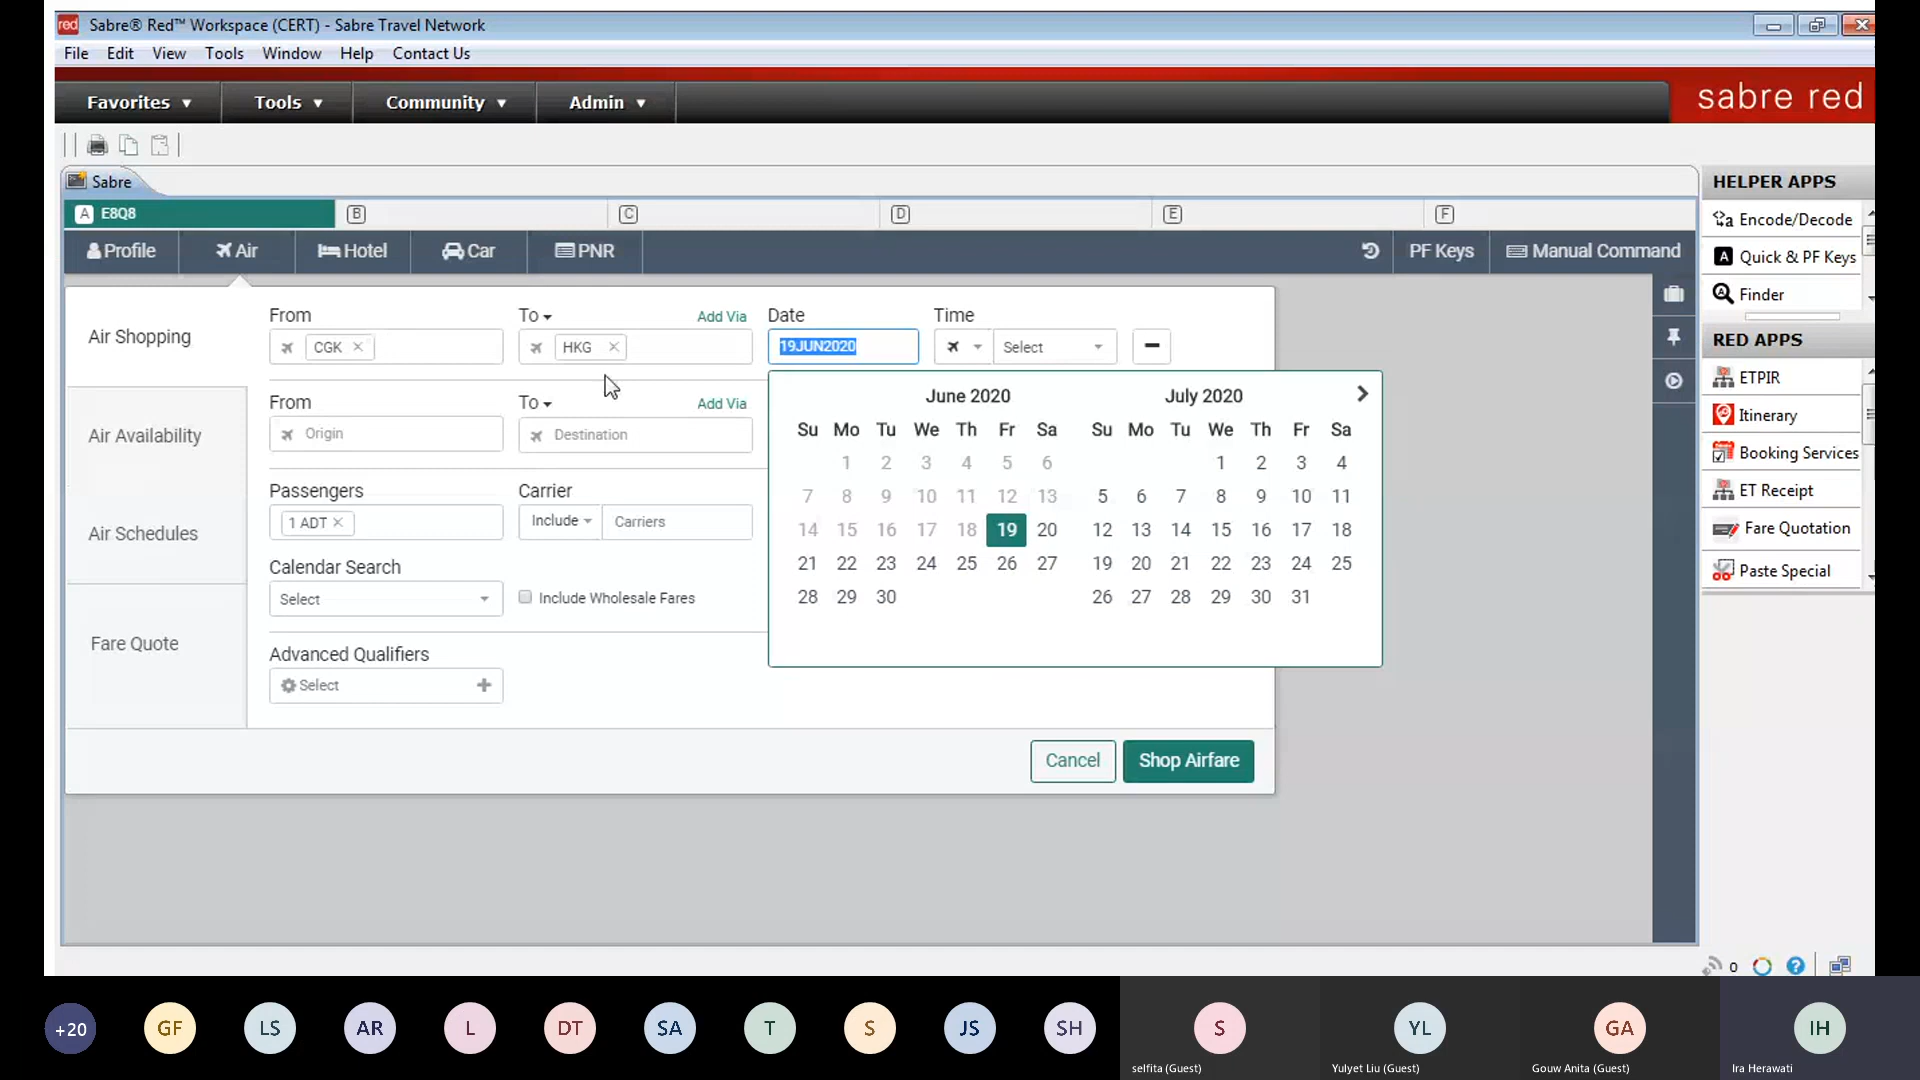 red Sabre® Red™ Workspace (CERT) - Sabre Travel Network
File Edit View Tools Window Help Contact Us
Favorites Tools Community Admin sabre red
Sabre
A E8Q8 B C D E F
Profile Air Hotel Car PNR PF Keys Manual Command
Air Shopping
Air Availability
Air Schedules
Fare Quote
From To Add Via Date Time
CGK HKG 19JUN2020 Select
From To Add Via
Origin Destination
Passengers Carrier
1 ADT Include Carriers
Calendar Search
Select Include Wholesale Fares
Advanced Qualifiers
Select
June 2020 July 2020
Su Mo Tu We Th Fr Sa Su Mo Tu We Th Fr Sa
1 2 3 4 5 6 1 2 3 4
7 8 9 10 11 12 13 5 6 7 8 9 10 11
14 15 16 17 18 19 20 12 13 14 15 16 17 18
21 22 23 24 25 26 27 19 20 21 22 23 24 25
28 29 30 26 27 28 29 30 31
Cancel Shop Airfare
HELPER APPS
Encode/Decode
A Quick & PF Keys
Finder
RED APPS
ETPIR
Itinerary
Booking Services
ET Receipt
Fare Quotation
Paste Special
0
+20 GF LS AR L DT SA T S JS SH S YL GA IH
selfita (Guest) Yulyet Liu (Guest) Gouw Anita (Guest) Ira Herawati